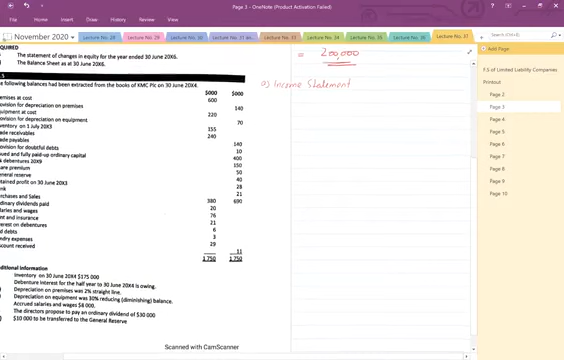 Page 3 - OneNote (Product Activation Failed)
File Home Insert Draw History Review View
November 2020 Lecture No. 28 Lecture No. 29 Lecture No. 30 Lecture No. 31 Lecture No. 33 Lecture No. 34 Lecture No. 35 Lecture No. 36 Lecture No. 37 Search (Ctrl+E)
Add Page
F.S of Limited Liability Companies
Printout
Page 2
Page 3
Page 4
Page 5
Page 6
Page 7
Page 8
Page 9
Page 10
QUIRED
The statement of changes in equity for the year ended 30 June 20X6.
The Balance Sheet as at 30 June 20X6.
e following balances had been extracted from the books of KMC Plc on 30 June 20X4.
$000 $000
emises at cost 600
ovision for depreciation on premises 140
uipment at cost 220
ovision for depreciation on equipment 70
ventory on 1 July 20X3 155
ade receivables 240
ade payables 140
ovision for doubtful debts 10
ued and fully paid-up ordinary capital 400
debentures 20X9 150
are premium 50
eneral reserve 40
tained profit on 30 June 20X3 28
nk 21
rchases and Sales 380 690
dinary dividends paid 20
laries and wages 76
nt and insurance 21
erest on debentures 6
d debts 3
ndry expenses 29
scount received 11
1 750 1 750
ditional information
Inventory on 30 June 20X4 $175 000
Debenture interest for the half year to 30 June 20X4 is owing.
Depreciation on premises was 2% straight line.
Depreciation on equipment was 30% reducing (diminishing) balance.
Accrued salaries and wages $8 000.
The directors propose to pay an ordinary dividend of $30 000
$10 000 to be transferred to the General Reserve
Scanned with CamScanner
= 200,000
a) Income Statement